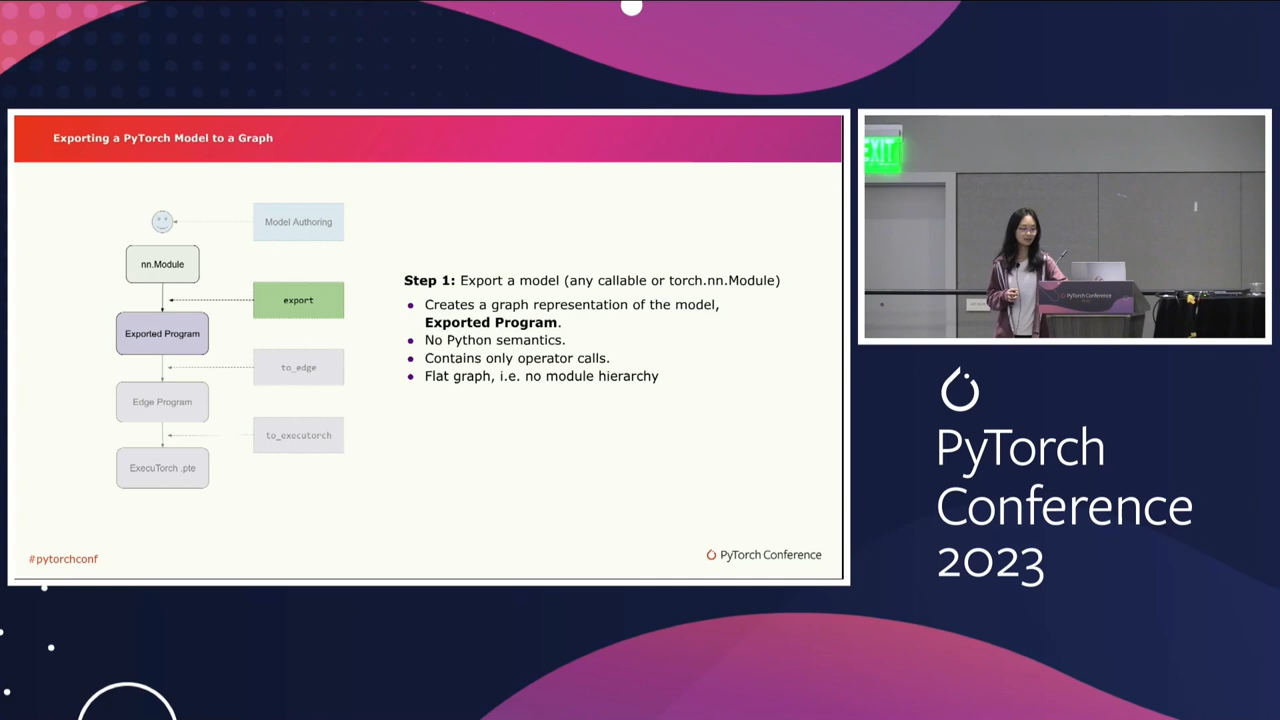 Exporting a PyTorch Model to a Graph
Model Authoring
nn.Module
export
Exported Program
to_edge
Edge Program
to_executorch
ExecuTorch .pte
Step 1: Export a model (any callable or torch.nn.Module)
● Creates a graph representation of the model,
Exported Program.
● No Python semantics.
● Contains only operator calls.
● Flat graph, i.e. no module hierarchy
#pytorchconf
PyTorch Conference
EXIT
PyTorch Conference
PyTorch
Conference
2023